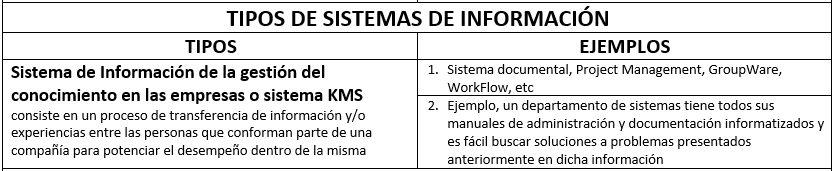 TIPOS DE SISTEMAS DE INFORMACIÓN
TIPOS
EJEMPLOS
Sistema de Información de la gestión del
conocimiento en las empresas o sistema KMS
consiste en un proceso de transferencia de información y/o
experiencias entre las personas que conforman parte de una
compañía para potenciar el desempeño dentro de la misma
1. Sistema documental, Project Management, GroupWare,
WorkFlow, etc
2. Ejemplo, un departamento de sistemas tiene todos sus
manuales de administración y documentación informatizados y
es fácil buscar soluciones a problemas presentados
anteriormente en dicha información